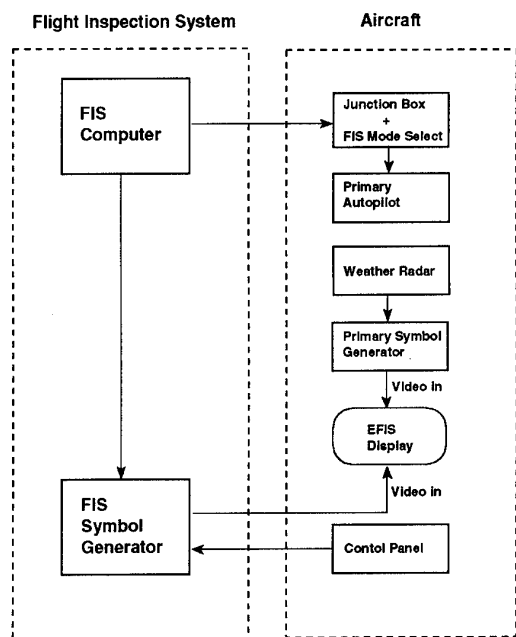 Flight Inspection System
Aircraft
FIS
Computer
Junction Box
+
FIS Mode Select
Primary
Autopilot
Weather Radar
Primary Symbol
Generator
Video in
EFIS
Display
Video in
FIS
Symbol
Generator
Contol Panel